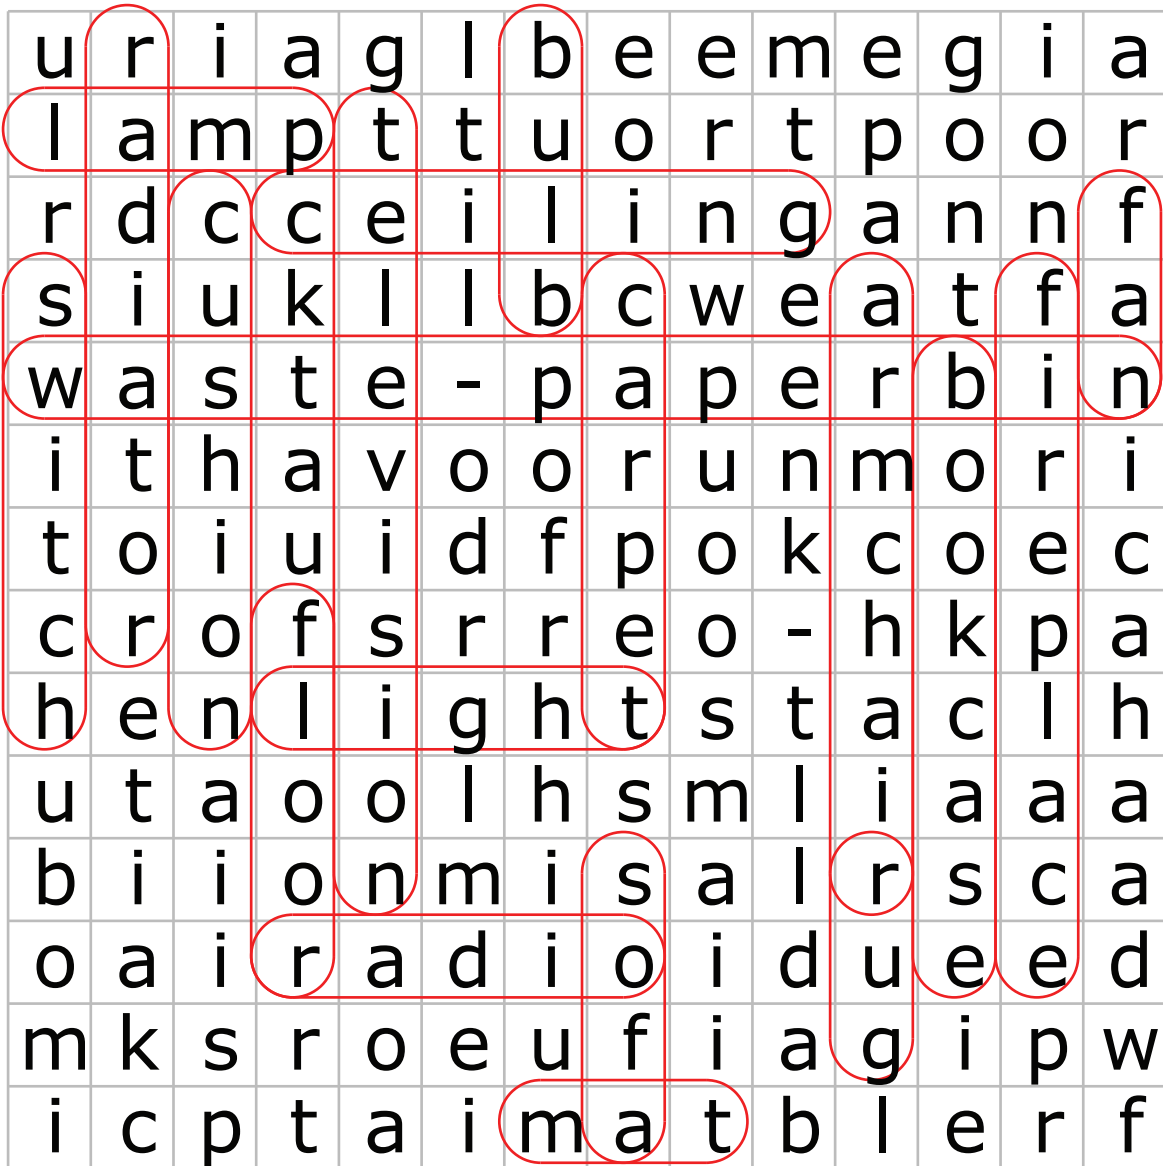 u r i a g l b e e m e g i a
l a m p t t u o r t p o o r
r d c c e i l i n g a n n f
s i u k l l b c w e a t f a
w a s t e - p a p e r b i n
i t h a v o o r u n m o r i
t o i u i d f p o k c o e c
c r o f s r r e o - h k p a
h e n l i g h t s t a c l h
u t a o o l h s m l i a a a
b i i o n m i s a l r s c a
o a i r a d i o i d u e e d
m k s r o e u f i a g i p w
i c p t a i m a t b l e r f